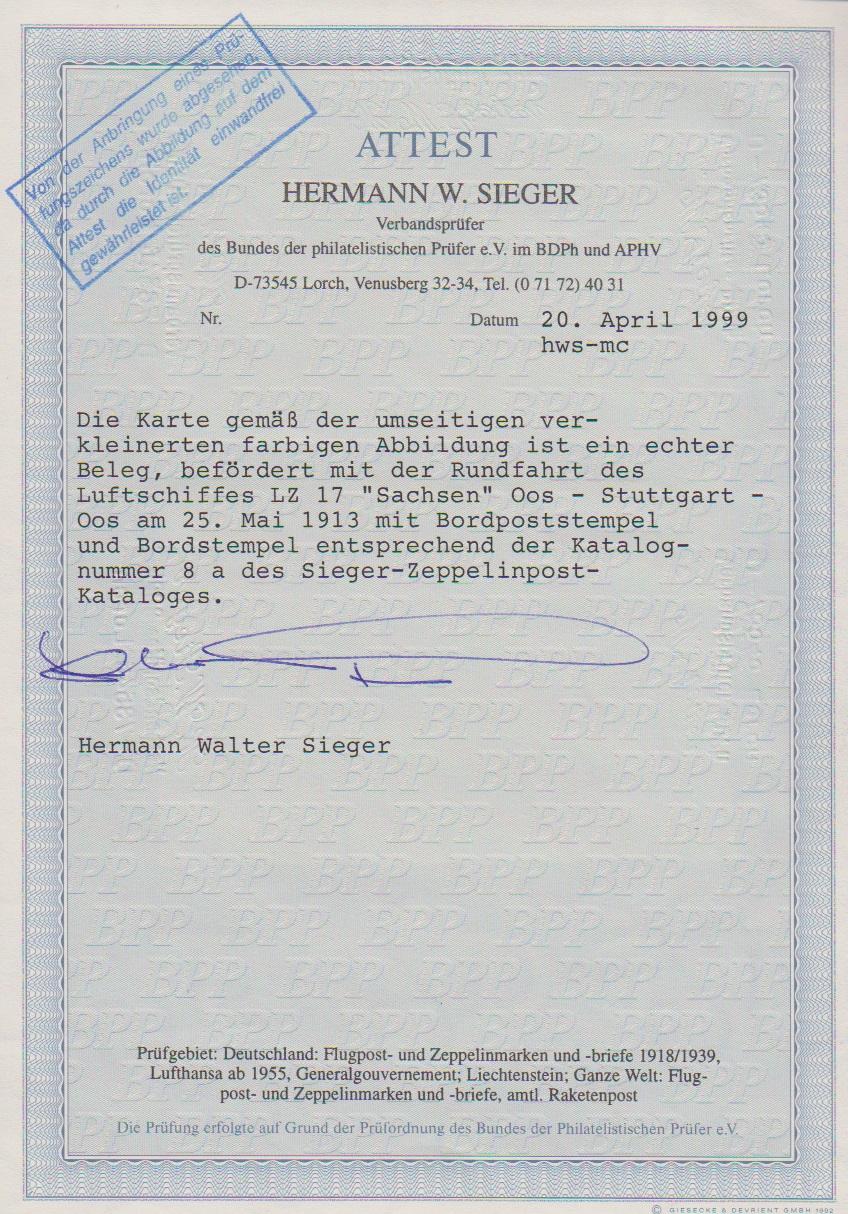 Von der Anbringung eines Prü-
fungszeichens wurde abgesehen,
da durch die Abbildung auf dem
Attest die Identität einwandfrei
gewährleistet ist.
ATTEST
HERMANN W. SIEGER
Verbandsprüfer
des Bundes der philatelistischen Prüfer e.V. im BDPh und APHV
D-73545 Lorch, Venusberg 32-34, Tel. (0 71 72) 40 31
Nr. Datum 20. April 1999
hws-mc
Die Karte gemäß der umseitigen ver-
kleinerten farbigen Abbildung ist ein echter
Beleg, befördert mit der Rundfahrt des
Luftschiffes LZ 17 "Sachsen" Oos - Stuttgart -
Oos am 25. Mai 1913 mit Bordpoststempel
und Bordstempel entsprechend der Katalog-
nummer 8 a des Sieger-Zeppelinpost-
Kataloges.
Hermann Walter Sieger
Prüfgebiet: Deutschland: Flugpost- und Zeppelinmarken und -briefe 1918/1939,
Lufthansa ab 1955, Generalgouvernement; Liechtenstein; Ganze Welt: Flug-
post- und Zeppelinmarken und -briefe, amtl. Raketenpost
Die Prüfung erfolgte auf Grund der Prüfordnung des Bundes der Philatelistischen Prüfer e.V.
© GIESECKE & DEVRIENT GMBH 1992